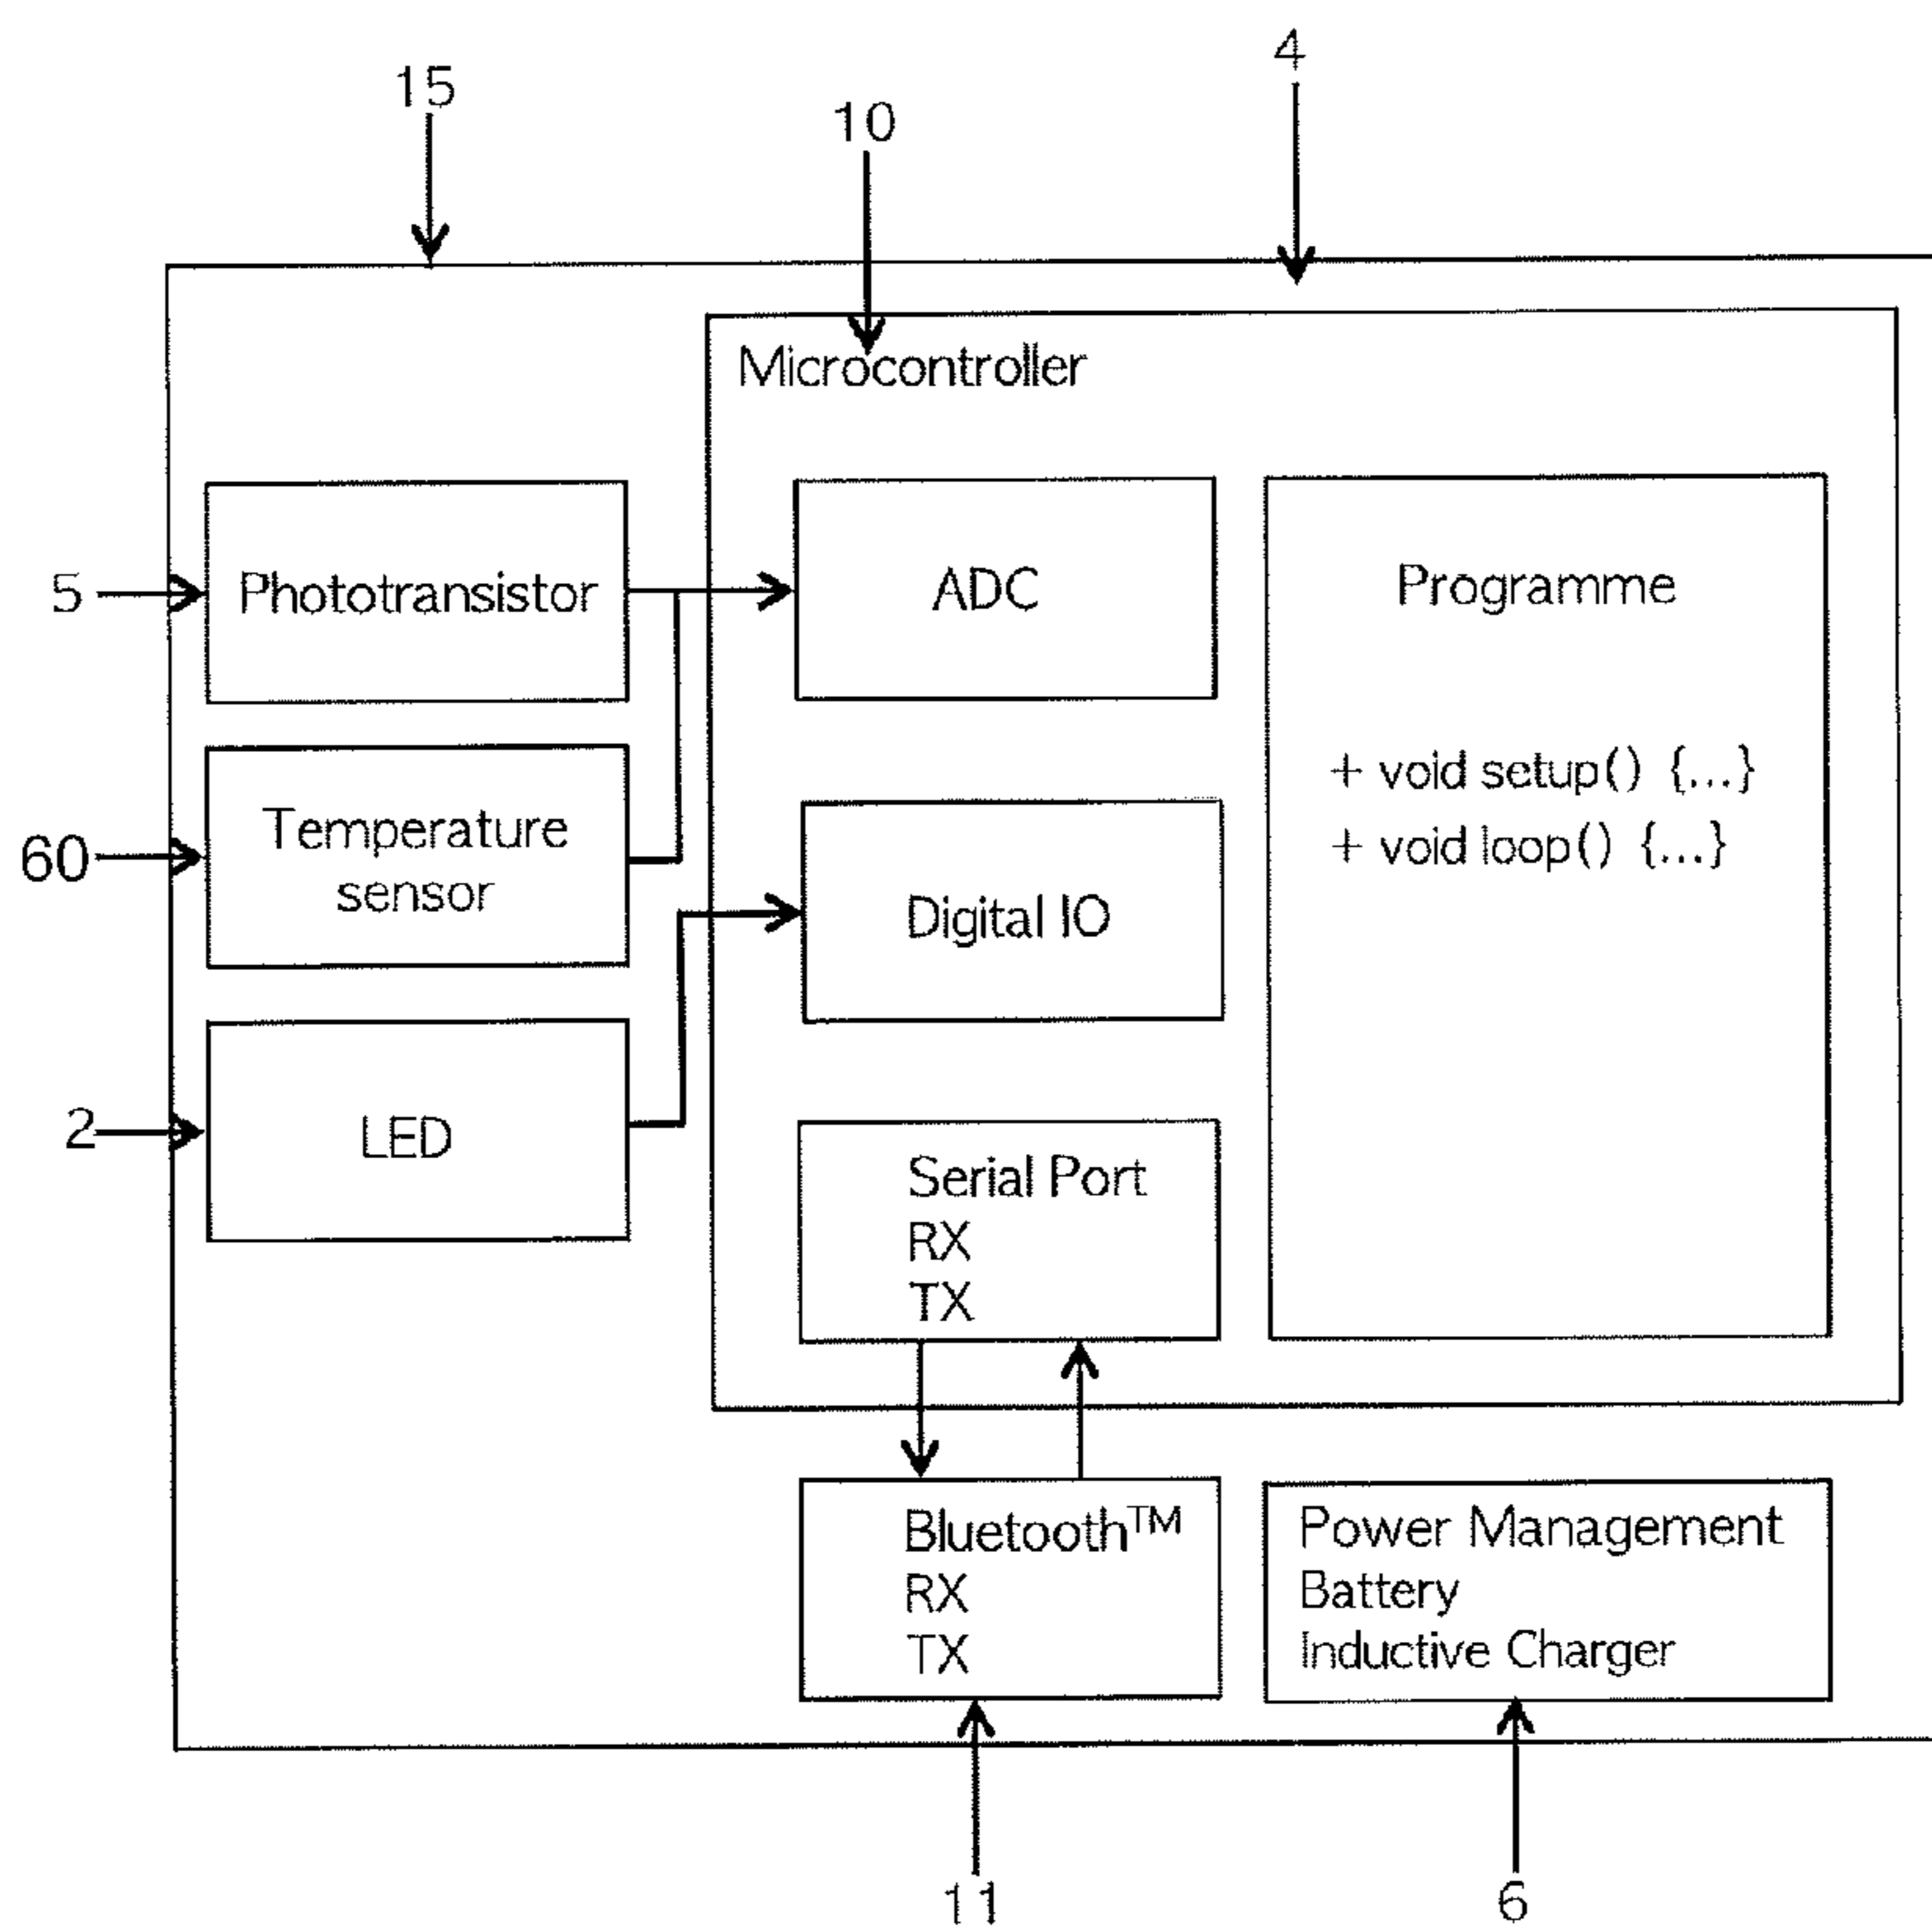 4
15
10
Microcontroller
5
Phototransistor
ADC
Programme
+ void setup() {...}
+ void loop() {...}
60
Temperature
sensor
Digital IO
2
LED
Serial Port
RX
TX
Bluetooth™
RX
TX
Power Management
Battery
Inductive Charger
11
6